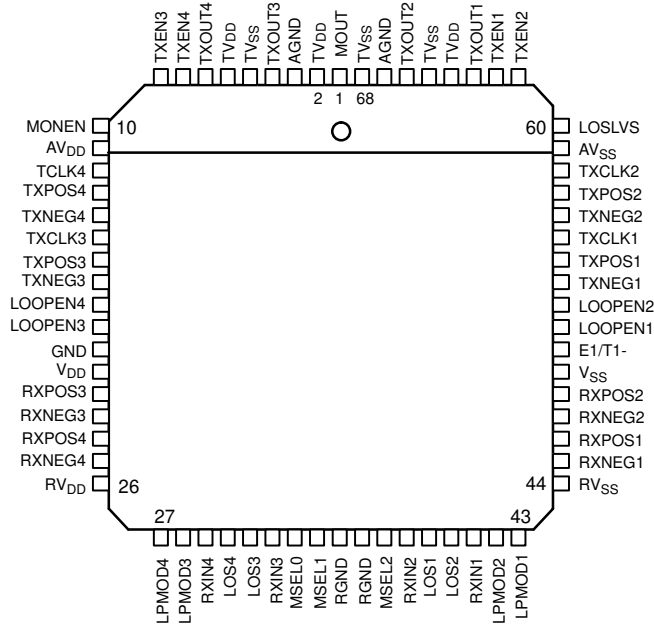 TXEN3
TXEN4
TXOUT4
TVDD
TVSS
TXOUT3
AGND
TVDD
MOUT
TVSS
AGND
TXOUT2
TVSS
TVDD
TXOUT1
TXEN1
TXEN2
2 1 68
MONEN 10 60 LOSLVS
AVDD AVSS
TCLK4 TXCLK2
TXPOS4 TXPOS2
TXNEG4 TXNEG2
TXCLK3 TXCLK1
TXPOS3 TXPOS1
TXNEG3 TXNEG1
LOOPEN4 LOOPEN2
LOOPEN3 LOOPEN1
GND E1/T1-
VDD VSS
RXPOS3 RXPOS2
RXNEG3 RXNEG2
RXPOS4 RXPOS1
RXNEG4 RXNEG1
RVDD 26 44 RVSS
27 43
LPMOD4
LPMOD3
RXIN4
LOS4
LOS3
RXIN3
MSEL0
MSEL1
RGND
RGND
MSEL2
RXIN2
LOS1
LOS2
RXIN1
LPMOD2
LPMOD1